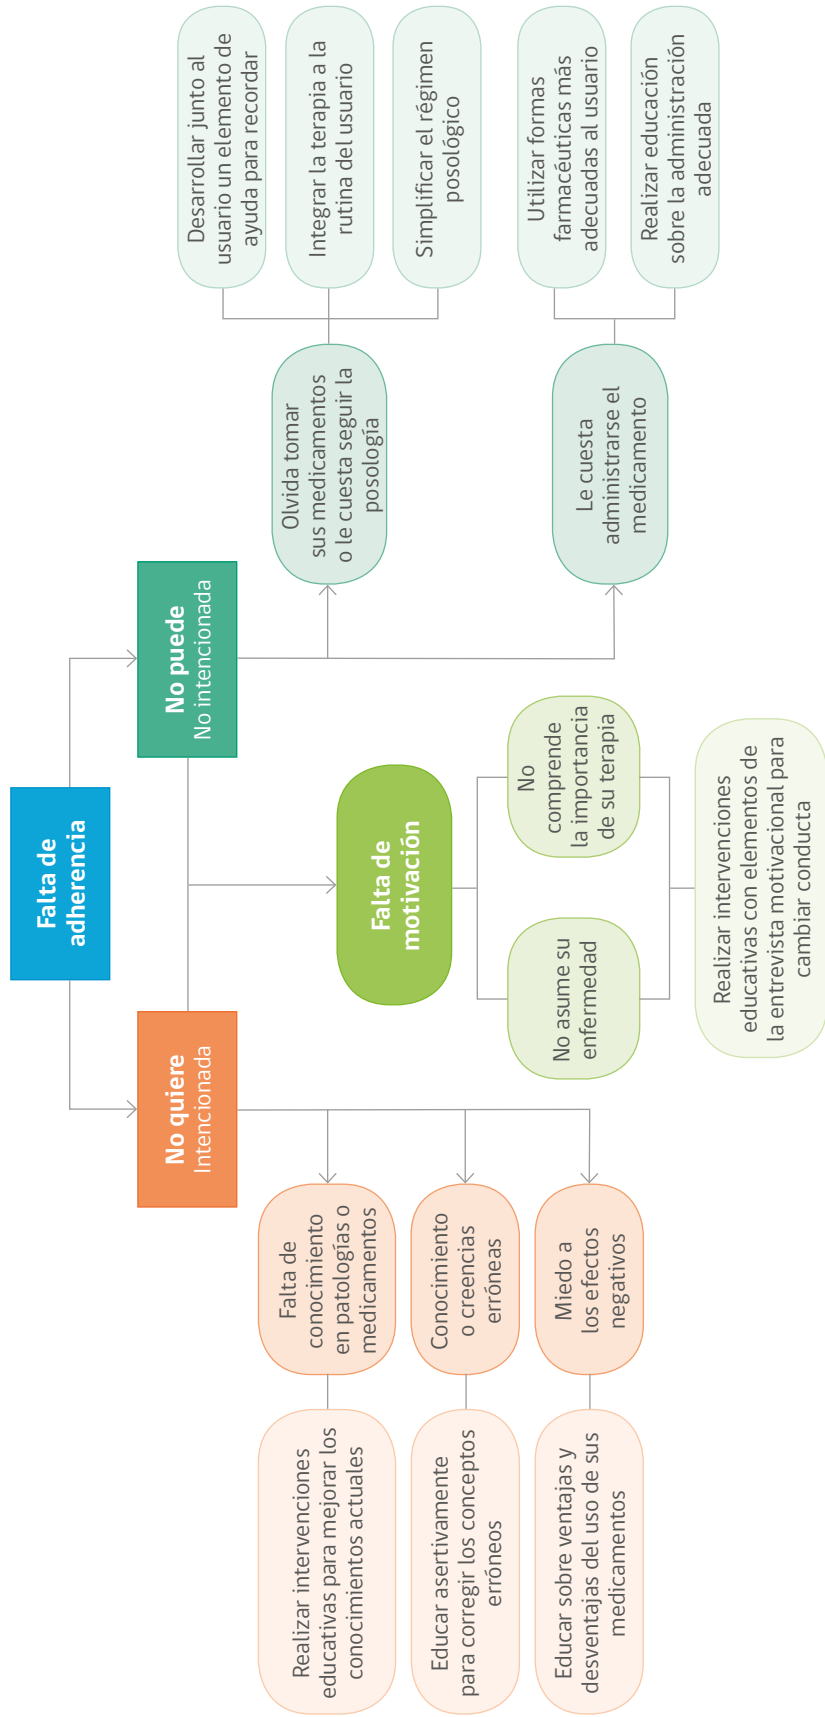 Falta de
adherencia
No quiere
Intencionada
No puede
No intencionada
Falta de
conocimiento
en patologías o
medicamentos
Realizar intervenciones
educativas para mejorar los
conocimientos actuales
Conocimiento
o creencias
erróneas
Educar asertivamente
para corregir los conceptos
erróneos
Miedo a
los efectos
negativos
Educar sobre ventajas y
desventajas del uso de sus
medicamentos
Falta de
motivación
No asume su
enfermedad
No
comprende
la importancia
de su terapia
Realizar intervenciones
educativas con elementos de
la entrevista motivacional para
cambiar conducta
Olvida tomar
sus medicamentos
o le cuesta seguir la
posología
Desarrollar junto al
usuario un elemento de
ayuda para recordar
Integrar la terapia a la
rutina del usuario
Simplificar el régimen
posológico
Le cuesta
administrarse el
medicamento
Utilizar formas
farmacéuticas más
adecuadas al usuario
Realizar educación
sobre la administración
adecuada